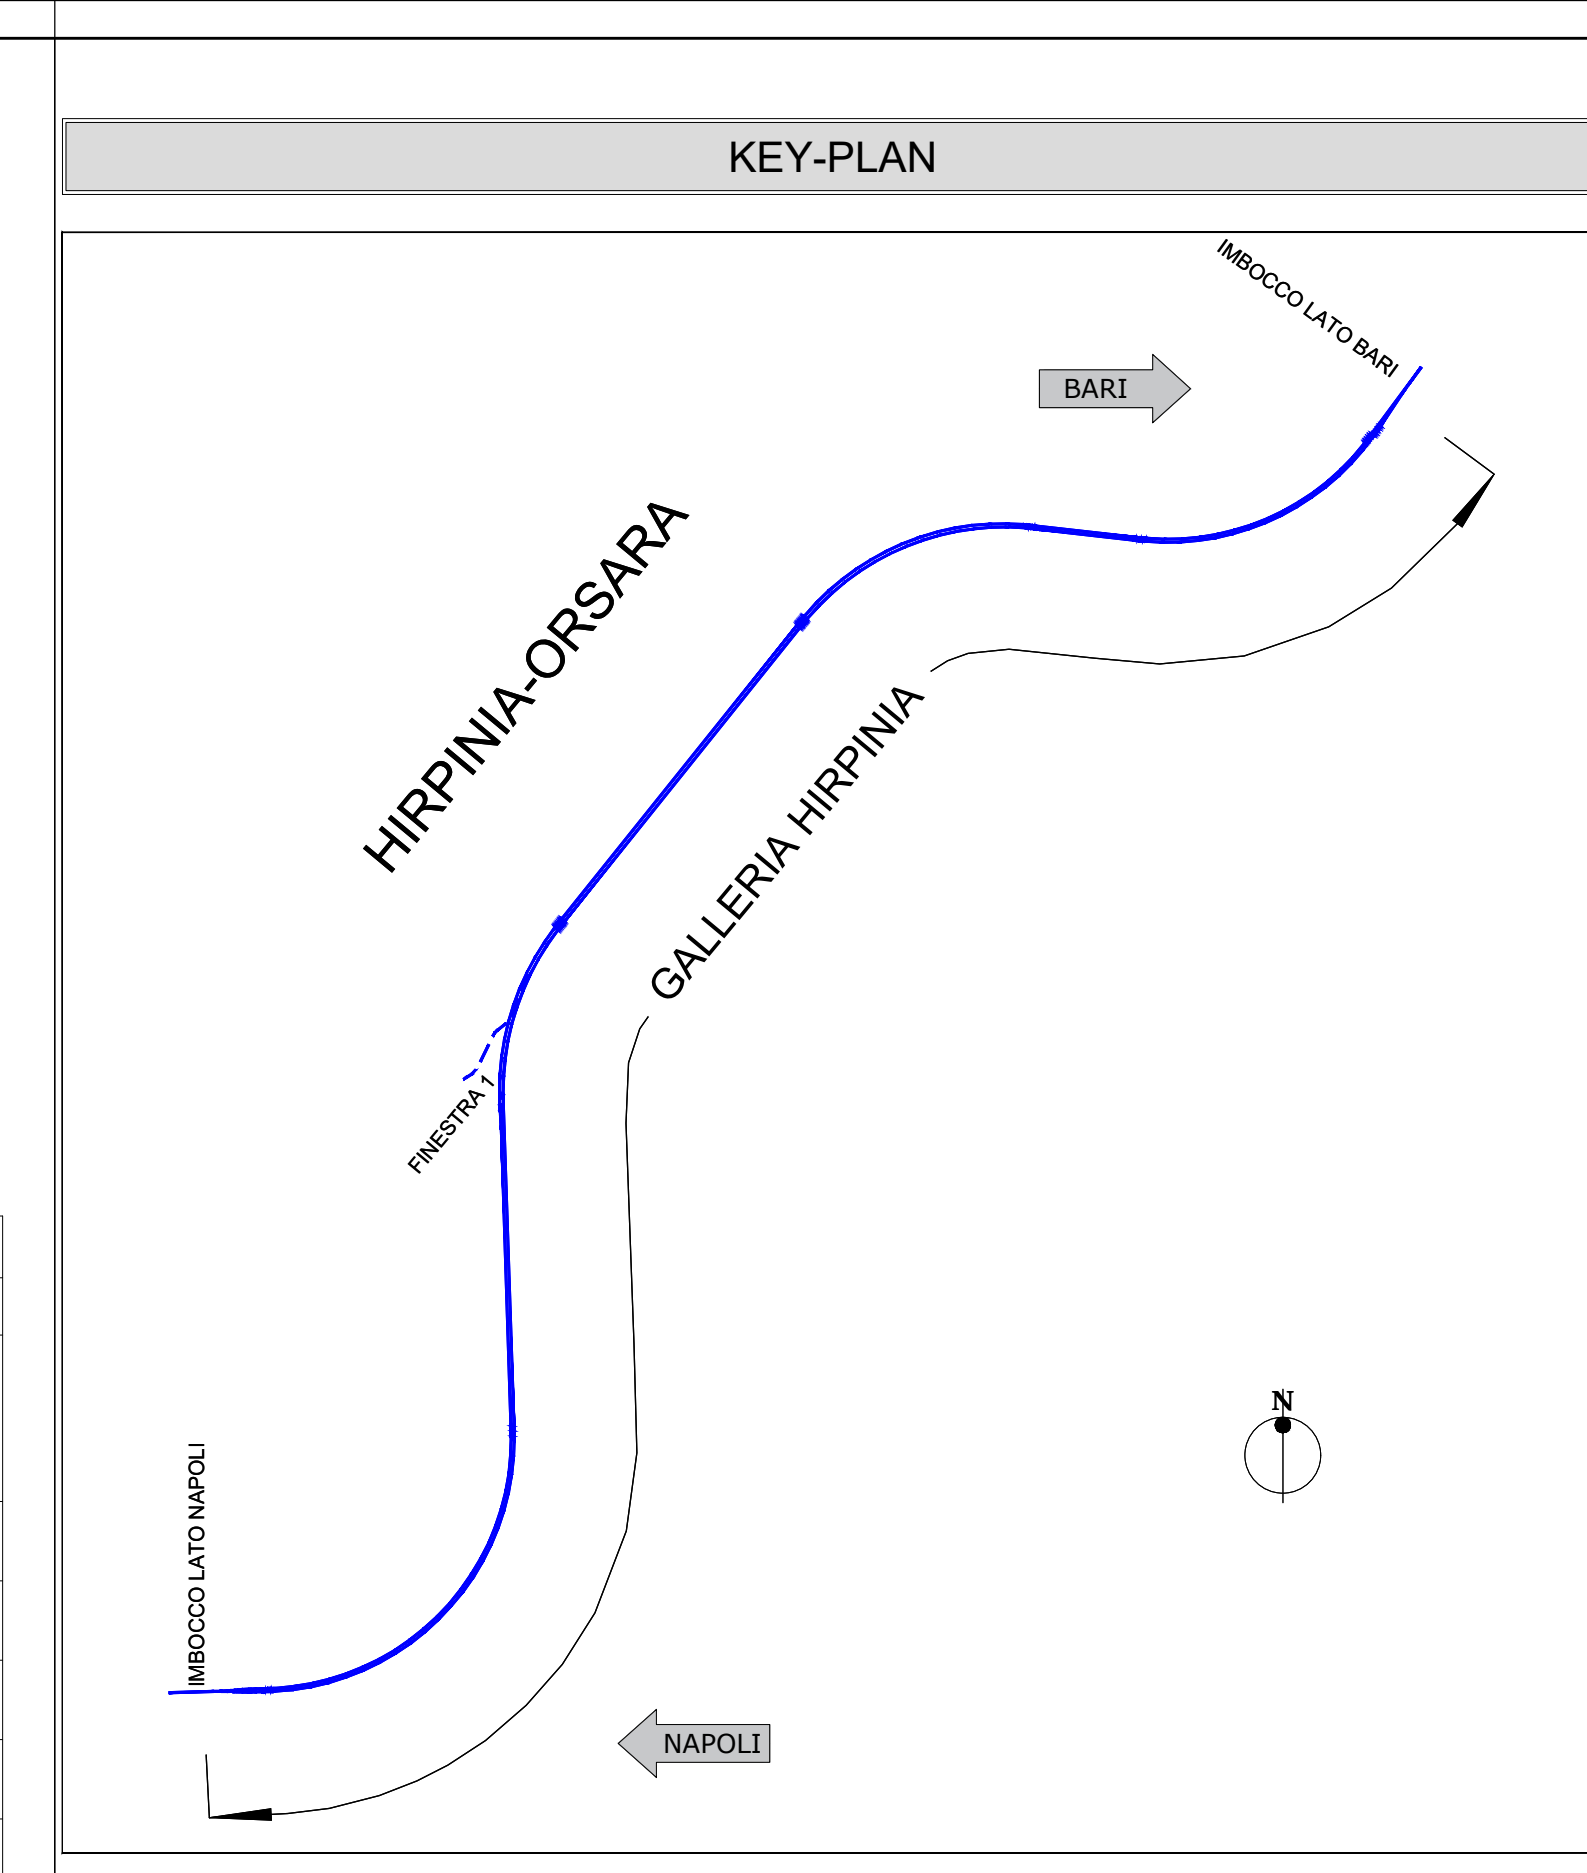 KEY-PLAN
IMBOCCO LATO BARI
BARI
HIRPINIA-ORSARA
GALLERIA HIRPINIA
FINESTRA 1
N
IMBOCCO LATO NAPOLI
NAPOLI